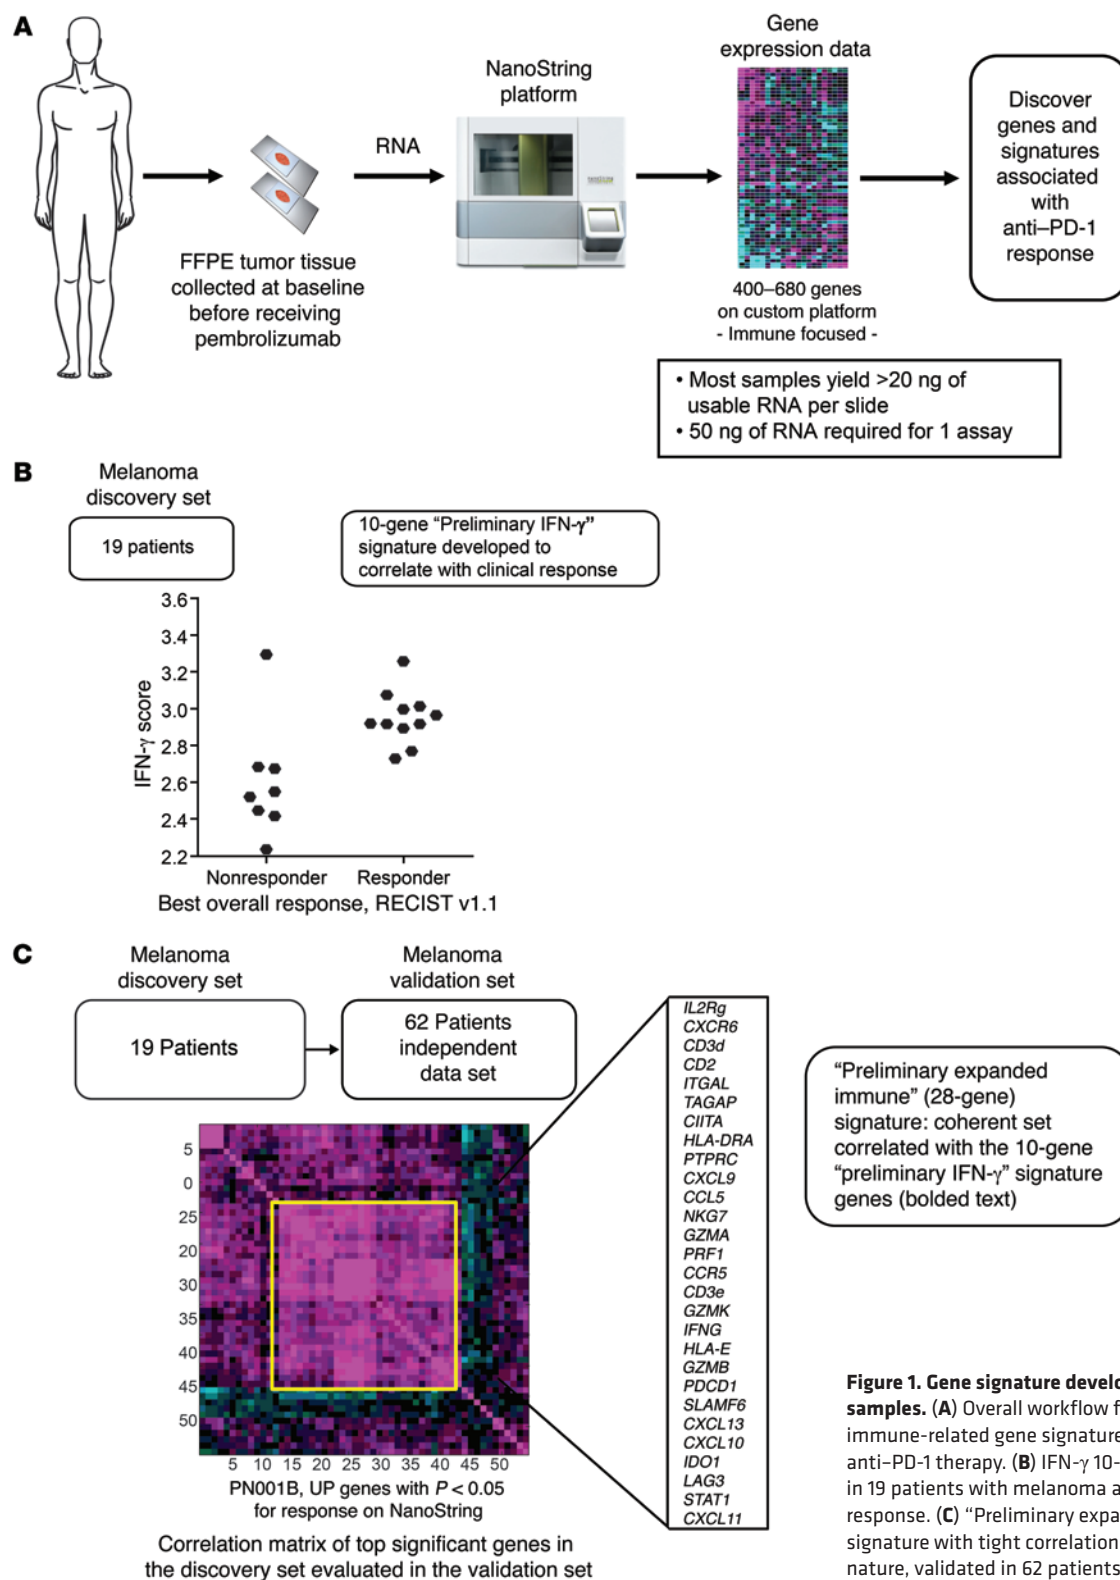 A
Gene
expression data
NanoString
platform
RNA
Discover
genes and
signatures
associated
with
anti–PD-1
response
FFPE tumor tissue
collected at baseline
before receiving
pembrolizumab
400–680 genes
on custom platform
- Immune focused -
• Most samples yield >20 ng of
usable RNA per slide
• 50 ng of RNA required for 1 assay
B
Melanoma
discovery set
19 patients
10-gene “Preliminary IFN-γ”
signature developed to
correlate with clinical response
3.6
3.4
3.2
3.0
2.8
2.6
2.4
2.2
IFN-γ score
Nonresponder
Responder
Best overall response, RECIST v1.1
C
Melanoma
discovery set
Melanoma
validation set
19 Patients
62 Patients
independent
data set
IL2Rg
CXCR6
CD3d
CD2
ITGAL
TAGAP
CIITA
HLA-DRA
PTPRC
CXCL9
CCL5
NKG7
GZMA
PRF1
CCR5
CD3e
GZMK
IFNG
HLA-E
GZMB
PDCD1
SLAMF6
CXCL13
CXCL10
IDO1
LAG3
STAT1
CXCL11
“Preliminary expanded
immune” (28-gene)
signature: coherent set
correlated with the 10-gene
“preliminary IFN-γ” signature
genes (bolded text)
5
0
25
20
30
35
40
45
50
5 10 15 20 25 30 35 40 45 50
PN001B, UP genes with P < 0.05
for response on NanoString
Correlation matrix of top significant genes in
the discovery set evaluated in the validation set
Figure 1. Gene signature develo
samples. (A) Overall workflow f
immune-related gene signature
anti–PD-1 therapy. (B) IFN-γ 10-
in 19 patients with melanoma a
response. (C) “Preliminary expa
signature with tight correlation
nature, validated in 62 patients